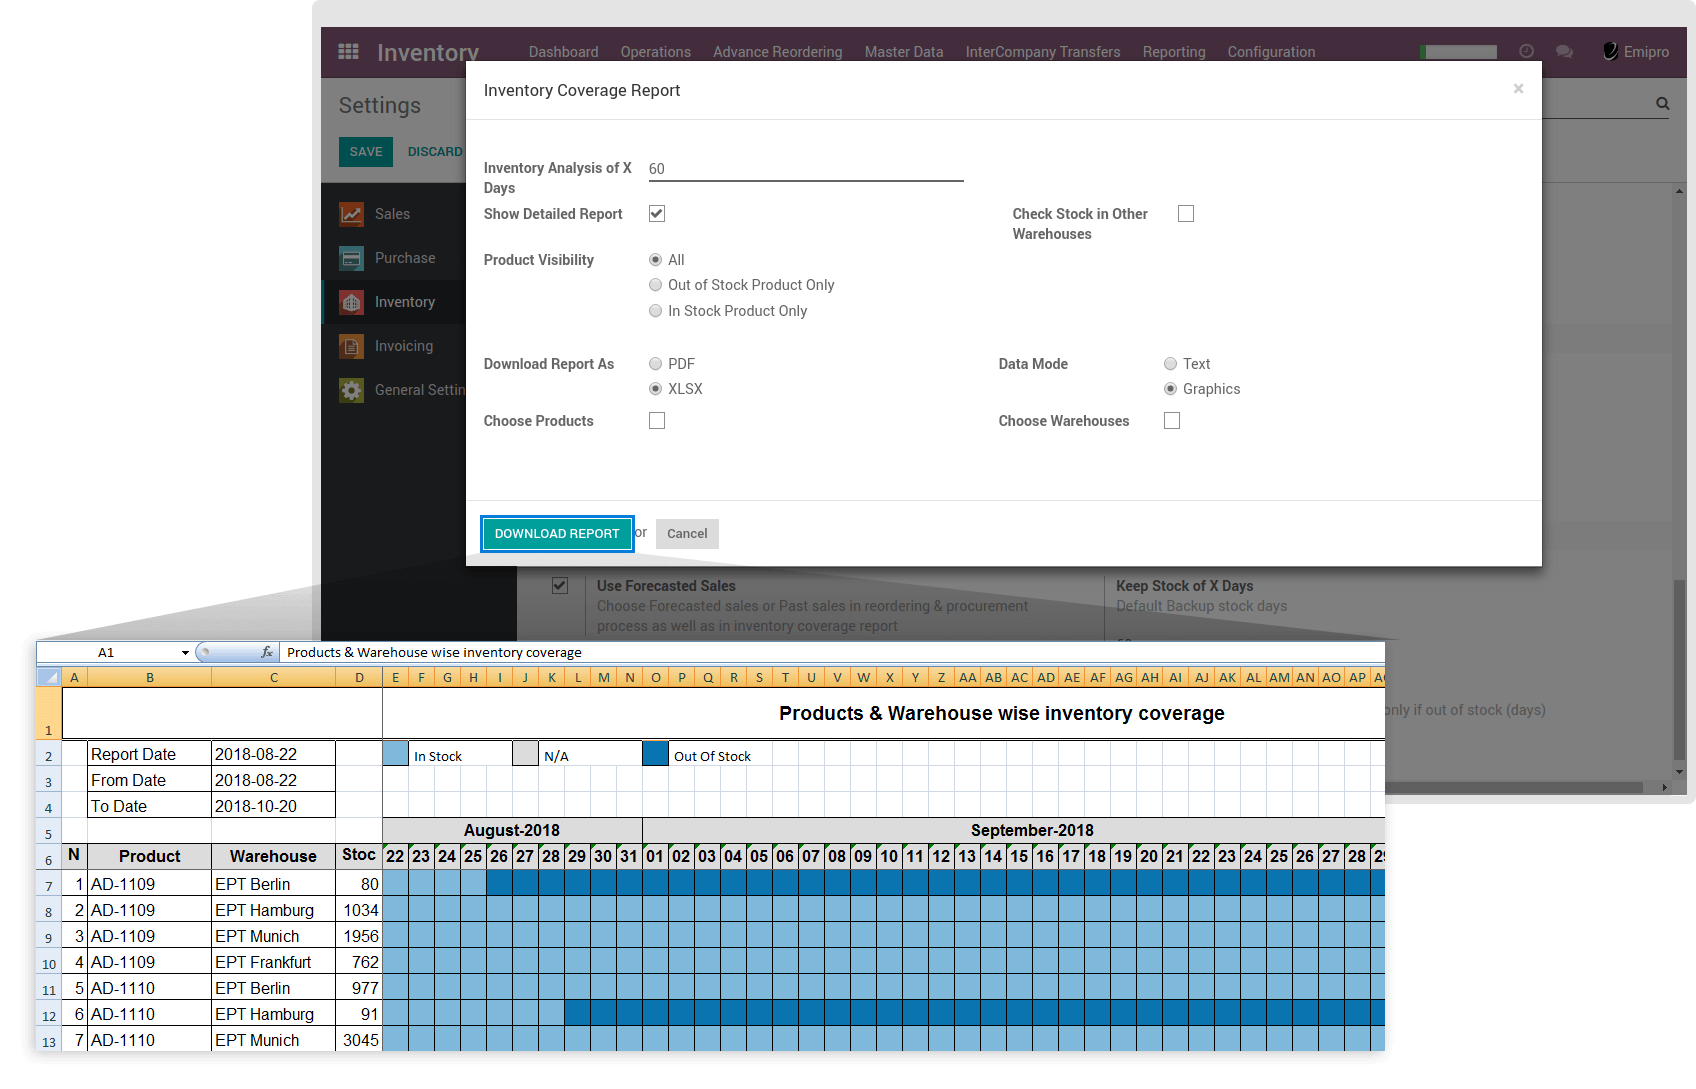 Inventory Dashboard Operations Advance Reordering Master Data InterCompany Transfers Reporting Configuration Emipro
Settings
SAVE DISCARD
Sales
Purchase
Inventory
Invoicing
General Settin
Inventory Coverage Report ×
Inventory Analysis of X Days 60
Show Detailed Report Check Stock in Other Warehouses
Product Visibility All
Out of Stock Product Only
In Stock Product Only
Download Report As PDF Data Mode Text
XLSX Graphics
Choose Products Choose Warehouses
DOWNLOAD REPORT or Cancel
Use Forecasted Sales Keep Stock of X Days
Choose Forecasted sales or Past sales in reordering & procurement Default Backup stock days
process as well as in inventory coverage report
only if out of stock (days)
A1 fx Products & Warehouse wise inventory coverage
A B C D E F G H I J K L M N O P Q R S T U V W X Y Z AA AB AC AD AE AF AG AH AI AJ AK AL AM AN AO AP
1 Products & Warehouse wise inventory coverage
2 Report Date 2018-08-22 In Stock N/A Out Of Stock
3 From Date 2018-08-22
4 To Date 2018-10-20
5 August-2018 September-2018
6 N Product Warehouse Stoc 22 23 24 25 26 27 28 29 30 31 01 02 03 04 05 06 07 08 09 10 11 12 13 14 15 16 17 18 19 20 21 22 23 24 25 26 27 28 29
7 1 AD-1109 EPT Berlin 80
8 2 AD-1109 EPT Hamburg 1034
9 3 AD-1109 EPT Munich 1956
10 4 AD-1109 EPT Frankfurt 762
11 5 AD-1110 EPT Berlin 977
12 6 AD-1110 EPT Hamburg 91
13 7 AD-1110 EPT Munich 3045